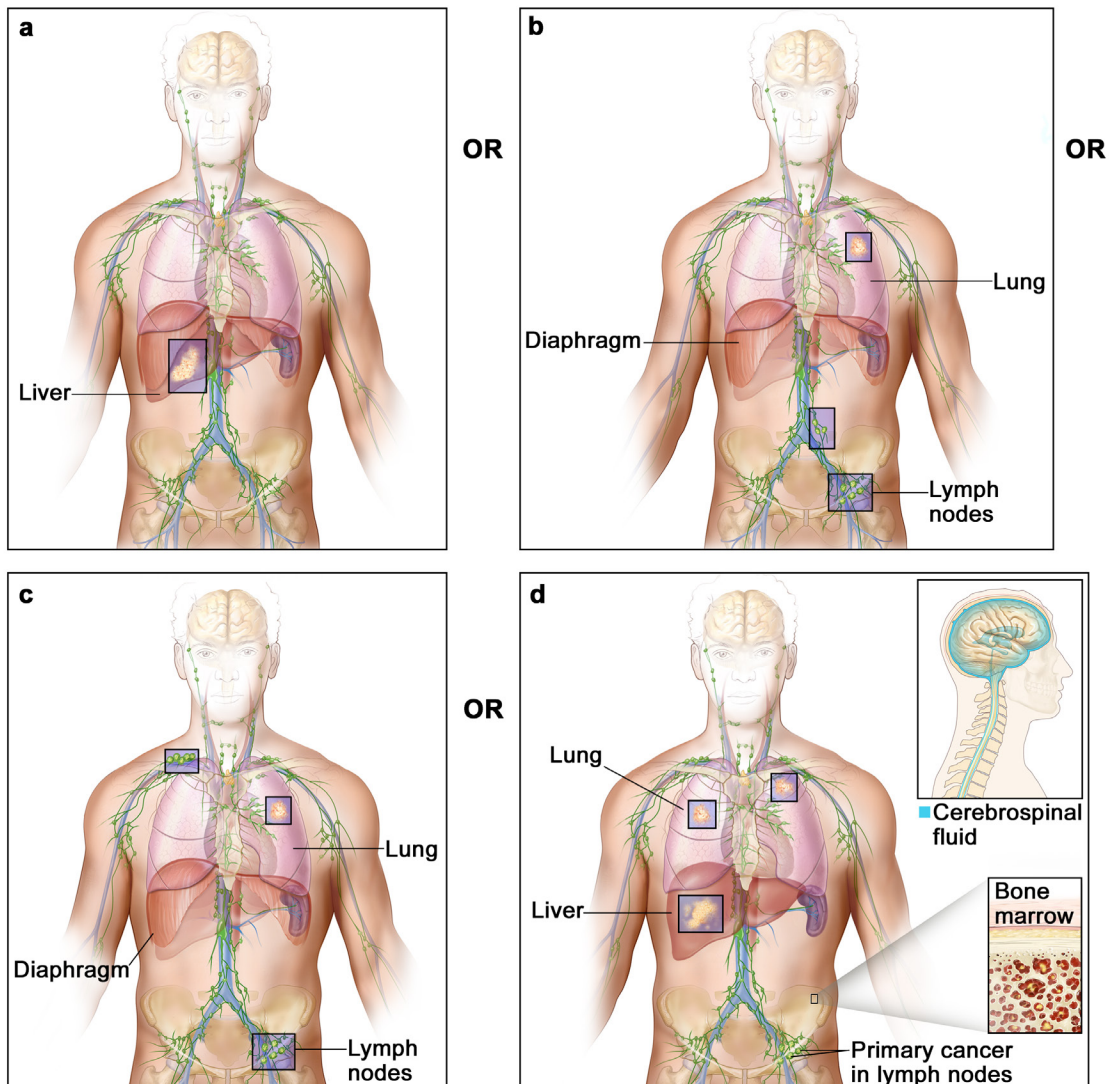 a
Liver
OR
b
Lung
Diaphragm
Lymph
nodes
OR
c
Lung
Diaphragm
Lymph
nodes
OR
d
Lung
Liver
Cerebrospinal
fluid
Bone
marrow
Primary cancer
in lymph nodes